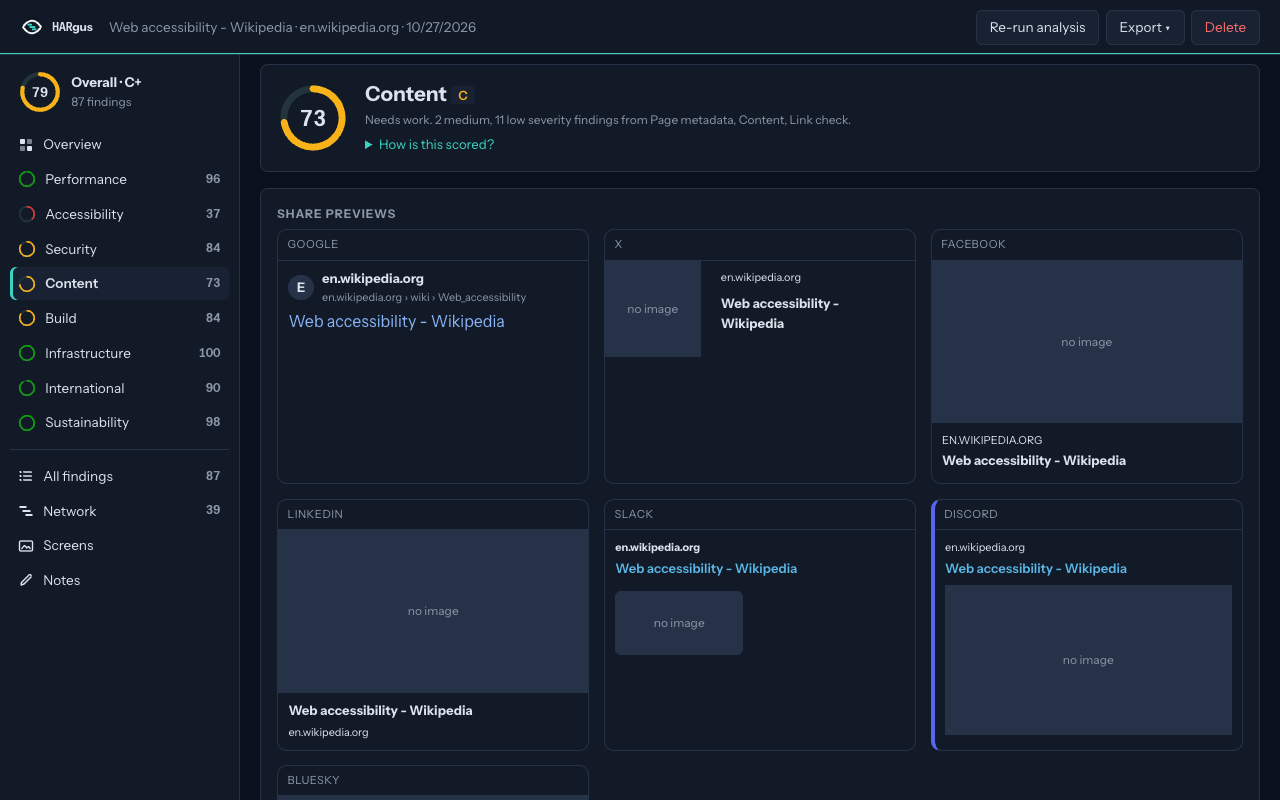 HARgus
Web accessibility - Wikipedia · en.wikipedia.org · 10/27/2026
Re-run analysis
Export ▾
Delete
79
Overall · C+
87 findings
Overview
Performance 96
Accessibility 37
Security 84
Content 73
Build 84
Infrastructure 100
International 90
Sustainability 98
All findings 87
Network 39
Screens
Notes
73
Content C
Needs work. 2 medium, 11 low severity findings from Page metadata, Content, Link check.
▶ How is this scored?
SHARE PREVIEWS
GOOGLE
E
en.wikipedia.org
en.wikipedia.org › wiki › Web_accessibility
Web accessibility - Wikipedia
X
no image
en.wikipedia.org
Web accessibility -
Wikipedia
FACEBOOK
no image
EN.WIKIPEDIA.ORG
Web accessibility - Wikipedia
LINKEDIN
no image
Web accessibility - Wikipedia
en.wikipedia.org
SLACK
en.wikipedia.org
Web accessibility - Wikipedia
no image
DISCORD
en.wikipedia.org
Web accessibility - Wikipedia
no image
BLUESKY